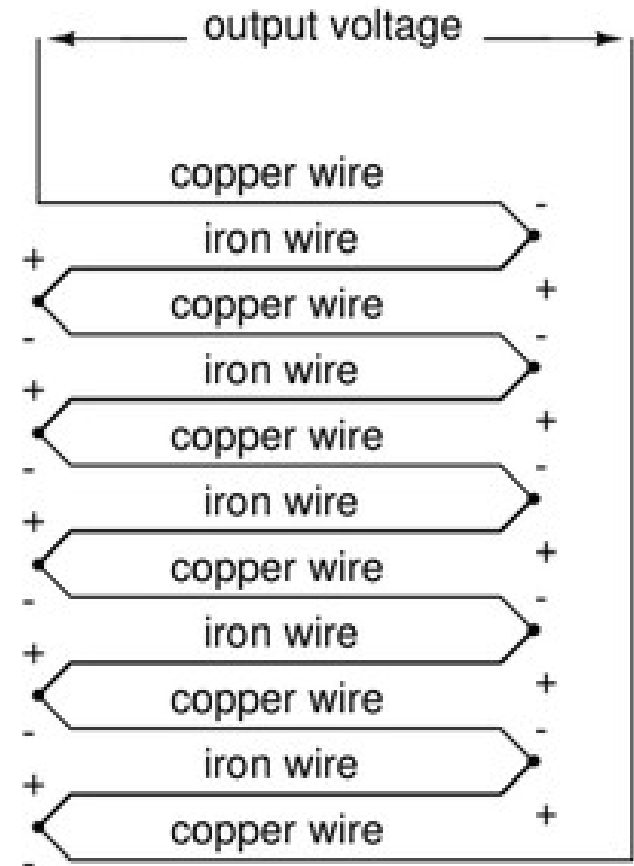 output voltage
copper wire
-
iron wire
+
copper wire
+
-
-
iron wire
+
copper wire
+
-
-
iron wire
+
copper wire
+
-
-
iron wire
+
copper wire
+
-
-
iron wire
+
copper wire
+
-